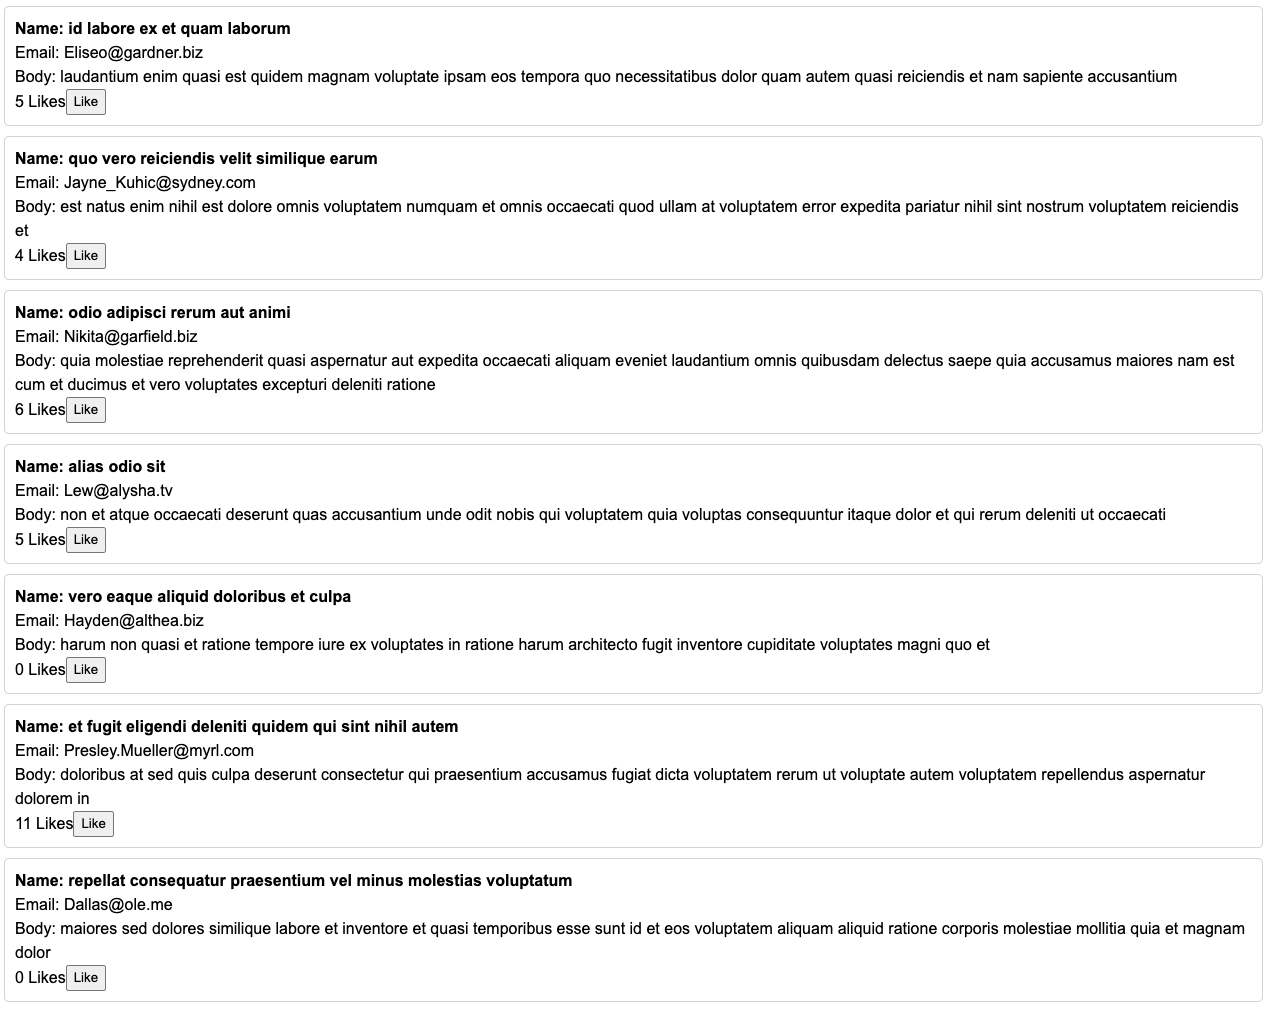 Name: id labore ex et quam laborum
Email: Eliseo@gardner.biz
Body: laudantium enim quasi est quidem magnam voluptate ipsam eos tempora quo necessitatibus dolor quam autem quasi reiciendis et nam sapiente accusantium
5 Likes Like
Name: quo vero reiciendis velit similique earum
Email: Jayne_Kuhic@sydney.com
Body: est natus enim nihil est dolore omnis voluptatem numquam et omnis occaecati quod ullam at voluptatem error expedita pariatur nihil sint nostrum voluptatem reiciendis
et
4 Likes Like
Name: odio adipisci rerum aut animi
Email: Nikita@garfield.biz
Body: quia molestiae reprehenderit quasi aspernatur aut expedita occaecati aliquam eveniet laudantium omnis quibusdam delectus saepe quia accusamus maiores nam est
cum et ducimus et vero voluptates excepturi deleniti ratione
6 Likes Like
Name: alias odio sit
Email: Lew@alysha.tv
Body: non et atque occaecati deserunt quas accusantium unde odit nobis qui voluptatem quia voluptas consequuntur itaque dolor et qui rerum deleniti ut occaecati
5 Likes Like
Name: vero eaque aliquid doloribus et culpa
Email: Hayden@althea.biz
Body: harum non quasi et ratione tempore iure ex voluptates in ratione harum architecto fugit inventore cupiditate voluptates magni quo et
0 Likes Like
Name: et fugit eligendi deleniti quidem qui sint nihil autem
Email: Presley.Mueller@myrl.com
Body: doloribus at sed quis culpa deserunt consectetur qui praesentium accusamus fugiat dicta voluptatem rerum ut voluptate autem voluptatem repellendus aspernatur
dolorem in
11 Likes Like
Name: repellat consequatur praesentium vel minus molestias voluptatum
Email: Dallas@ole.me
Body: maiores sed dolores similique labore et inventore et quasi temporibus esse sunt id et eos voluptatem aliquam aliquid ratione corporis molestiae mollitia quia et magnam
dolor
0 Likes Like